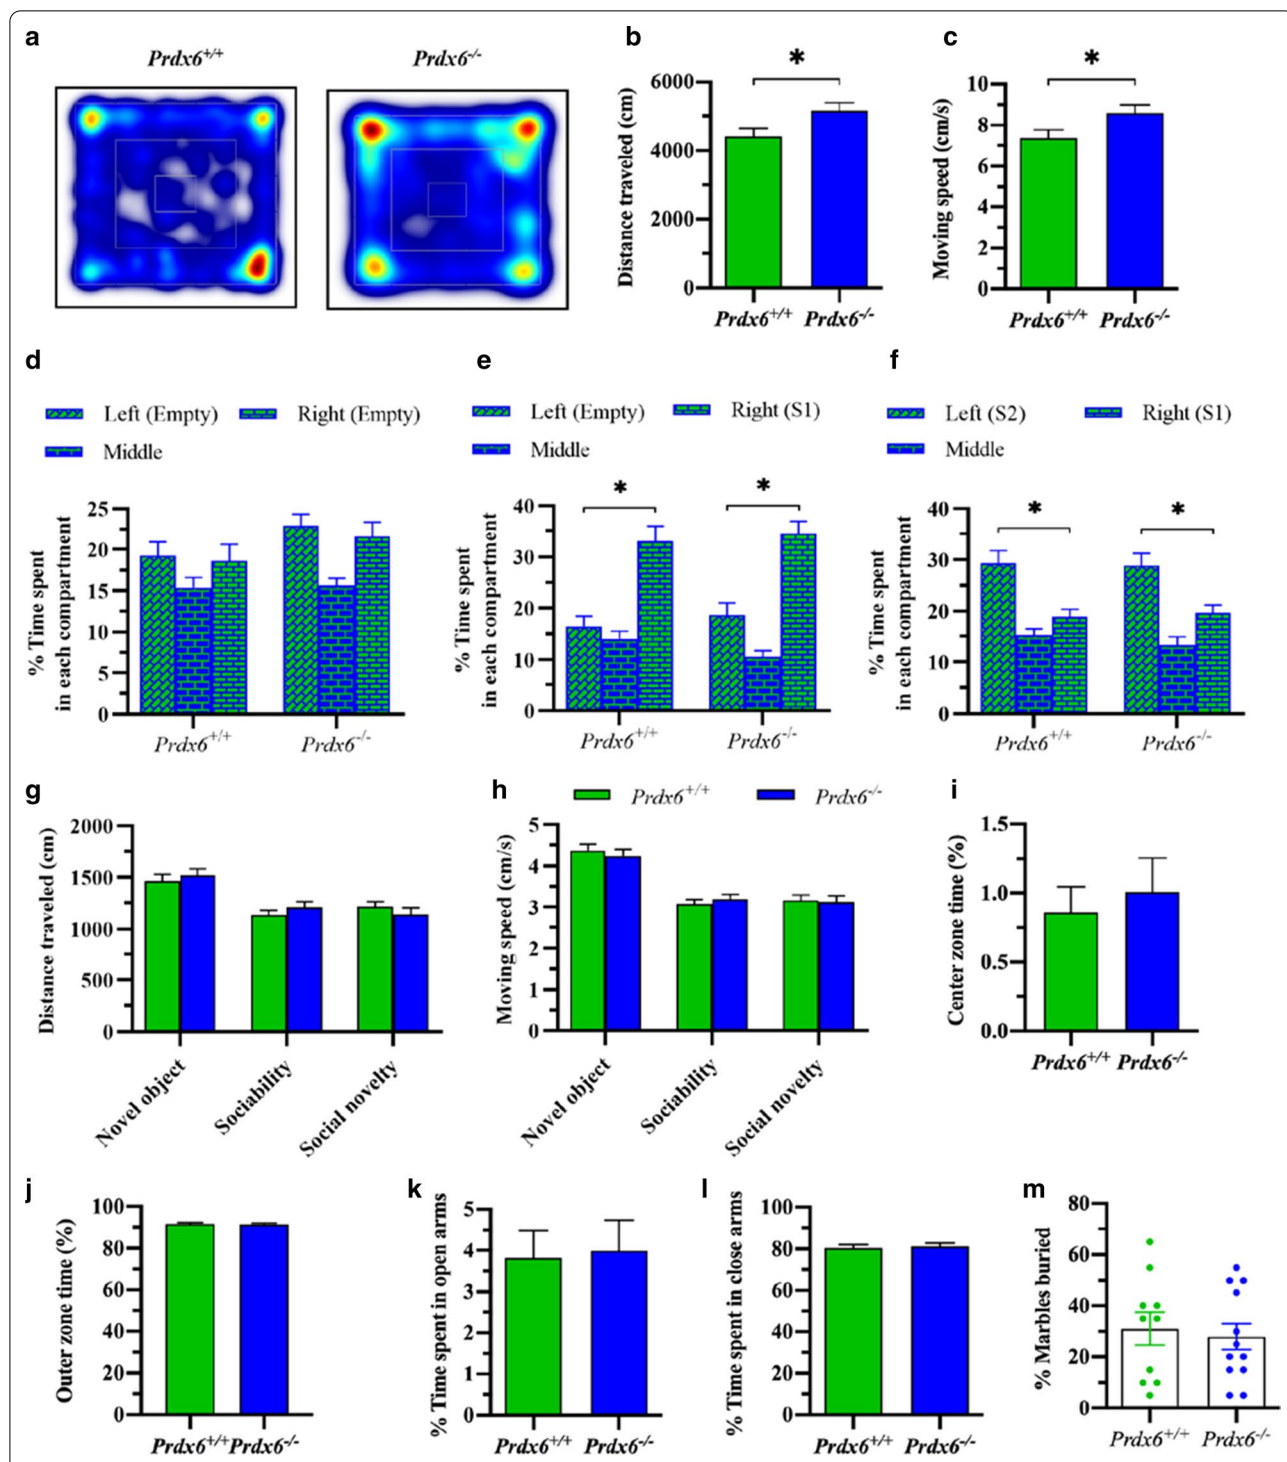 a
Prdx6+/+
Prdx6-/-
b
*
Distance traveled (cm)
6000
4000
2000
0
Prdx6+/+ Prdx6-/-
c
*
Moving speed (cm/s)
10
8
6
4
2
0
Prdx6+/+ Prdx6-/-
d
Left (Empty) Right (Empty)
Middle
% Time spent
in each compartment
25
20
15
10
5
0
Prdx6+/+ Prdx6-/-
e
Left (Empty) Right (S1)
Middle
* *
% Time spent
in each compartment
40
30
20
10
0
Prdx6+/+ Prdx6-/-
f
Left (S2) Right (S1)
Middle
* *
% Time spent
in each compartment
40
30
20
10
0
Prdx6+/+ Prdx6-/-
g
Distance traveled (cm)
2000
1500
1000
500
0
Novel object
Sociability
Social novelty
h
Prdx6+/+ Prdx6-/-
Moving speed (cm/s)
5
4
3
2
1
0
Novel object
Sociability
Social novelty
i
Center zone time (%)
1.5
1.0
0.5
0.0
Prdx6+/+ Prdx6-/-
j
Outer zone time (%)
100
80
60
40
20
0
Prdx6+/+ Prdx6-/-
k
% Time spent in open arms
5
4
3
2
1
0
Prdx6+/+ Prdx6-/-
l
% Time spent in close arms
100
80
60
40
20
0
Prdx6+/+ Prdx6-/-
m
% Marbles buried
80
60
40
20
0
Prdx6+/+ Prdx6-/-